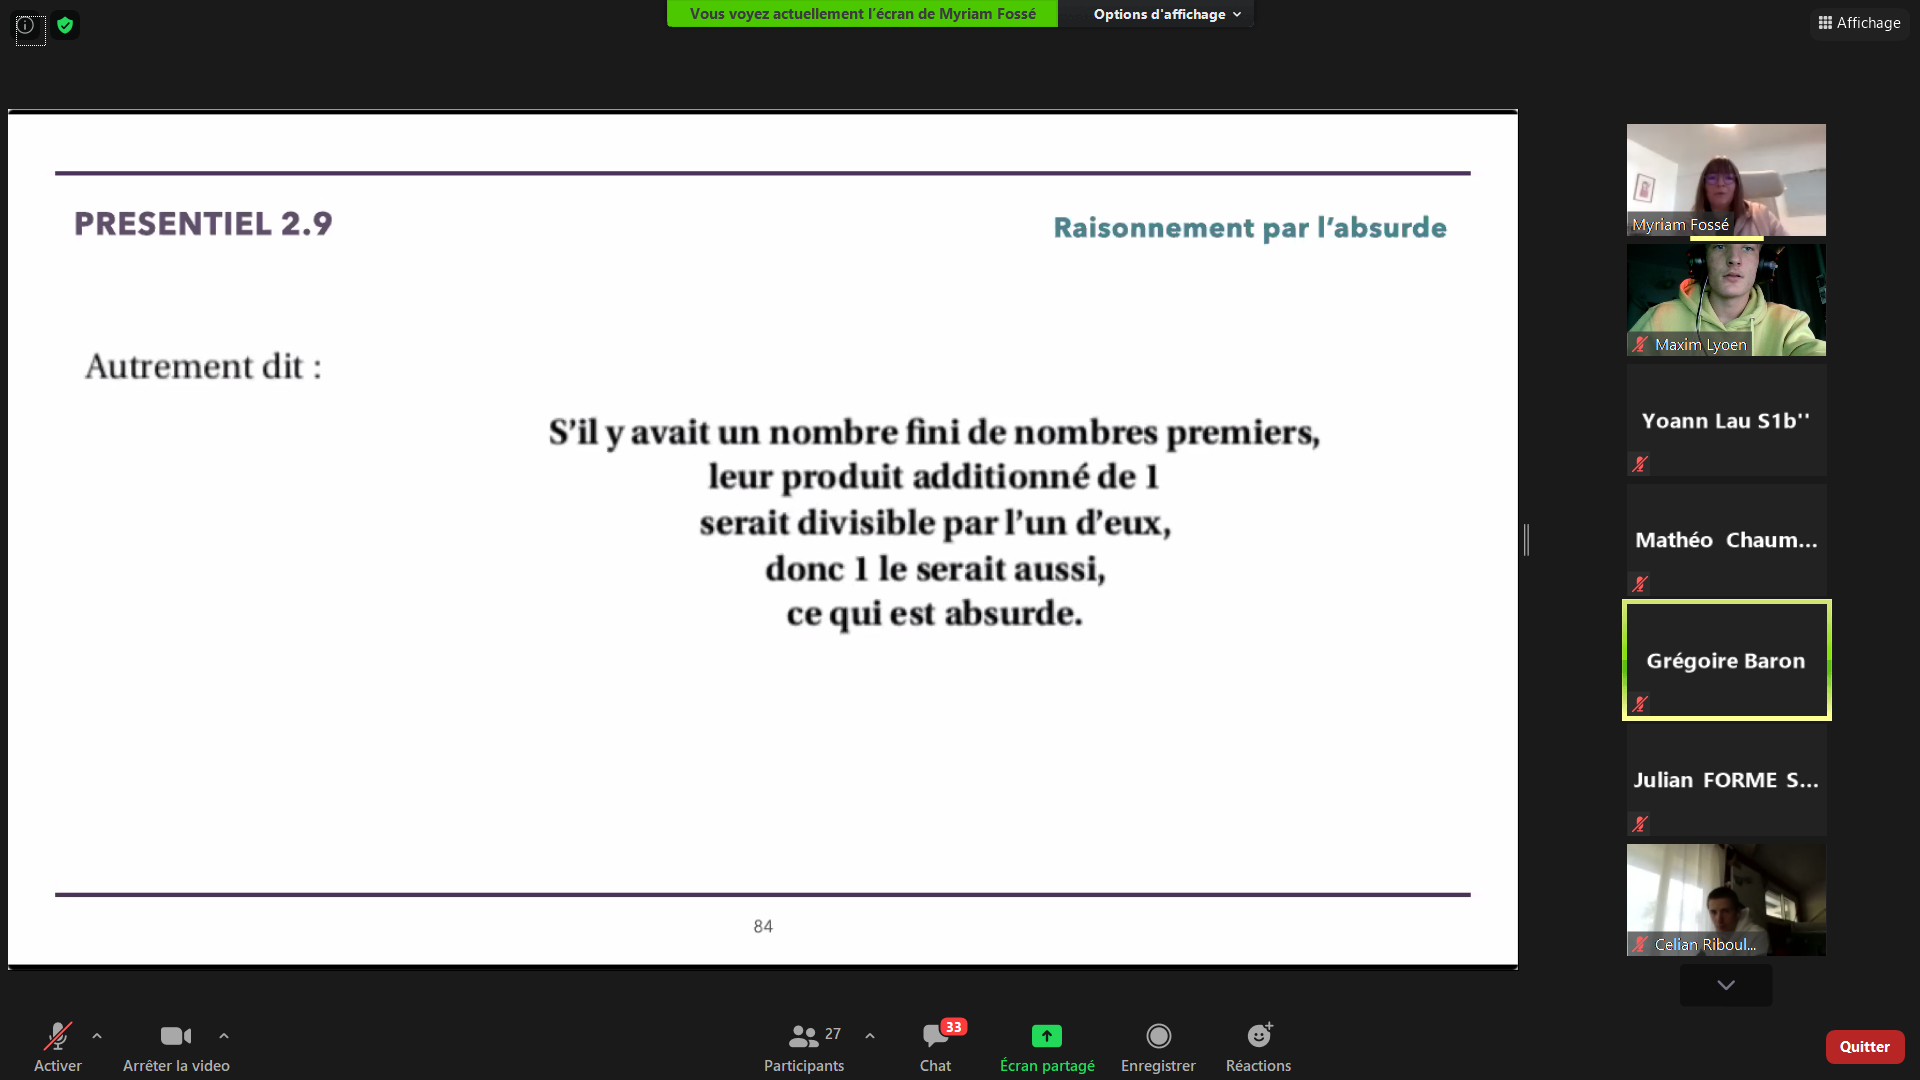 Vous voyez actuellement l'écran de Myriam Fossé
Options d'affichage
Affichage
PRESENTIEL 2.9
Raisonnement par l'absurde
Autrement dit :
S'il y avait un nombre fini de nombres premiers,
leur produit additionné de 1
serait divisible par l'un d'eux,
donc 1 le serait aussi,
ce qui est absurde.
84
Myriam Fossé
Maxim Lyoen
Yoann Lau S1b''
Mathéo Chaum...
Grégoire Baron
Julian FORME S...
Celian Riboul...
Activer
Arrêter la video
27
Participants
33
Chat
Écran partagé
Enregistrer
Réactions
Quitter